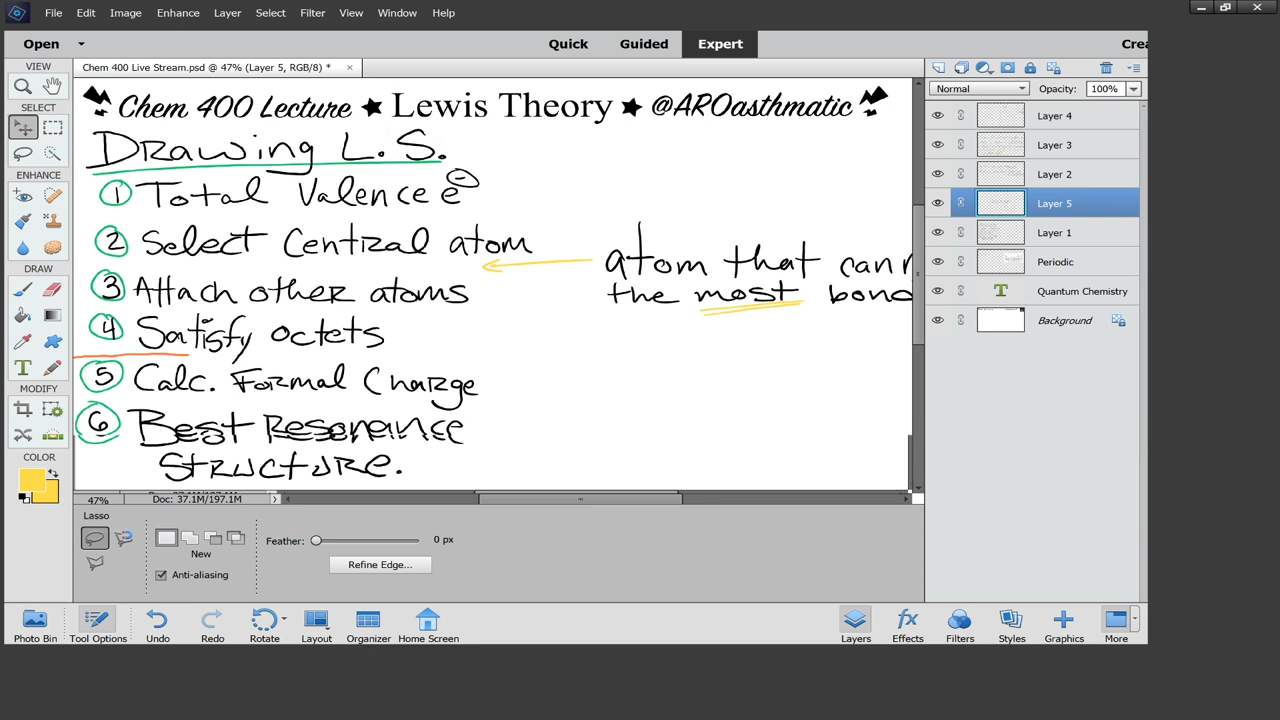 File Edit Image Enhance Layer Select Filter View Window Help
Open Quick Guided Expert Crea
VIEW
SELECT
ENHANCE
DRAW
MODIFY
COLOR
Chem 400 Live Stream.psd @ 47% (Layer 5, RGB/8) * ×
Chem 400 Lecture ★ Lewis Theory ★ @AROasthmatic
Drawing L.S.
① Total Valence e⊖
② Select Central atom
atom that can
the most bond
③ Attach other atoms
④ Satisfy octets
⑤ Calc. Formal Charge
⑥ Best Resonance
Structure.
47% Doc: 37.1M/197.1M
Lasso
New
Anti-aliasing
Feather: 0 px
Refine Edge...
Normal Opacity: 100%
Layer 4
Layer 3
Layer 2
Layer 5
Layer 1
Periodic
T Quantum Chemistry
Background
Photo Bin Tool Options Undo Redo Rotate Layout Organizer Home Screen Layers Effects Filters Styles Graphics More